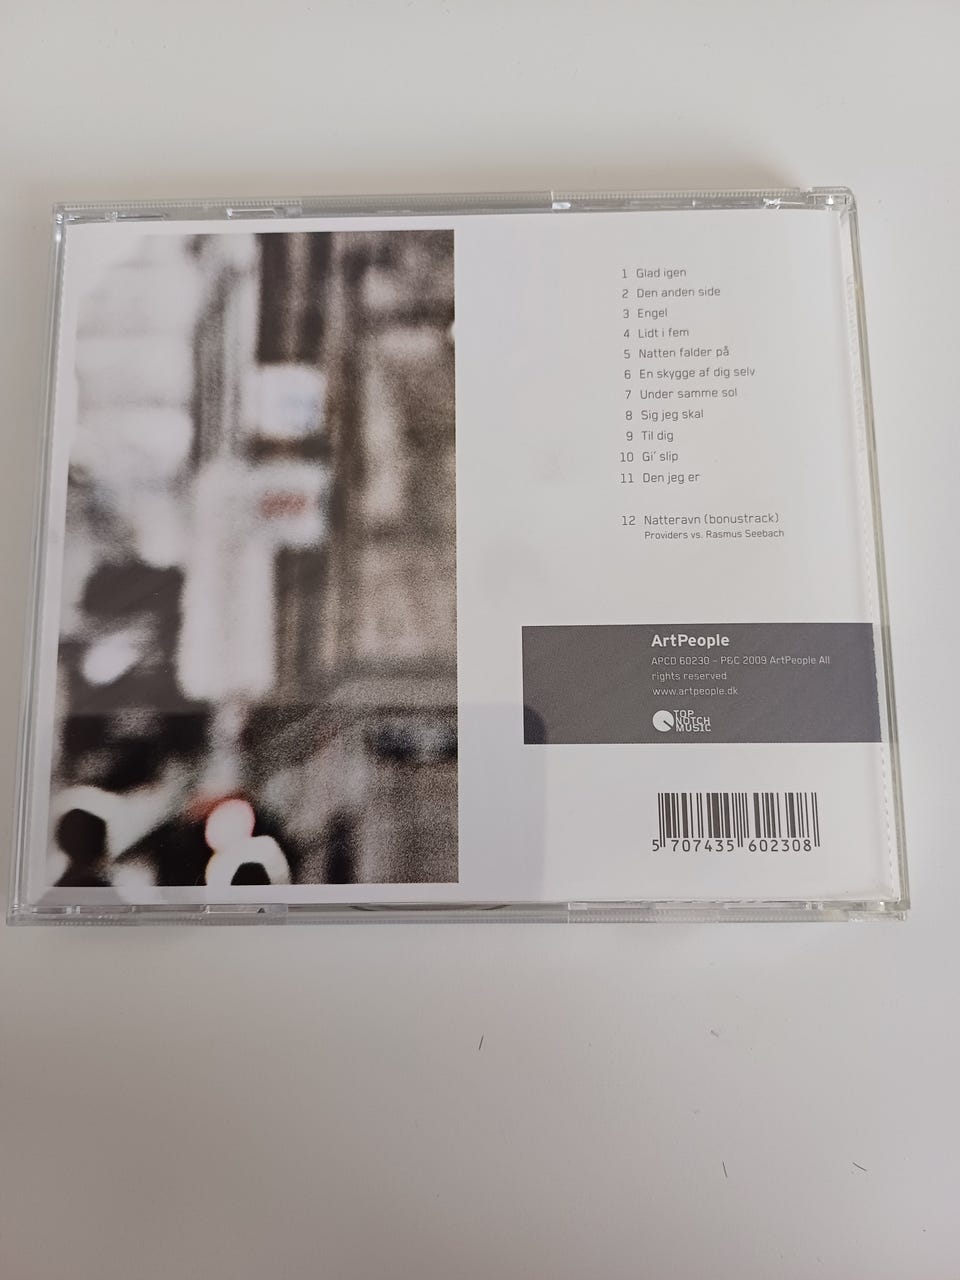 1 Glad igen
2 Den anden side
3 Engel
4 Lidt i fem
5 Natten falder på
6 En skygge af dig selv
7 Under samme sol
8 Sig jeg skal
9 Til dig
10 Gi' slip
11 Den jeg er
12 Natteravn (bonustrack)
Providers vs. Rasmus Seebach
ArtPeople
APCD 60230 - P&C 2009 ArtPeople All
rights reserved
www.artpeople.dk
TOP
NOTCH
MUSIC
5 707435 602308